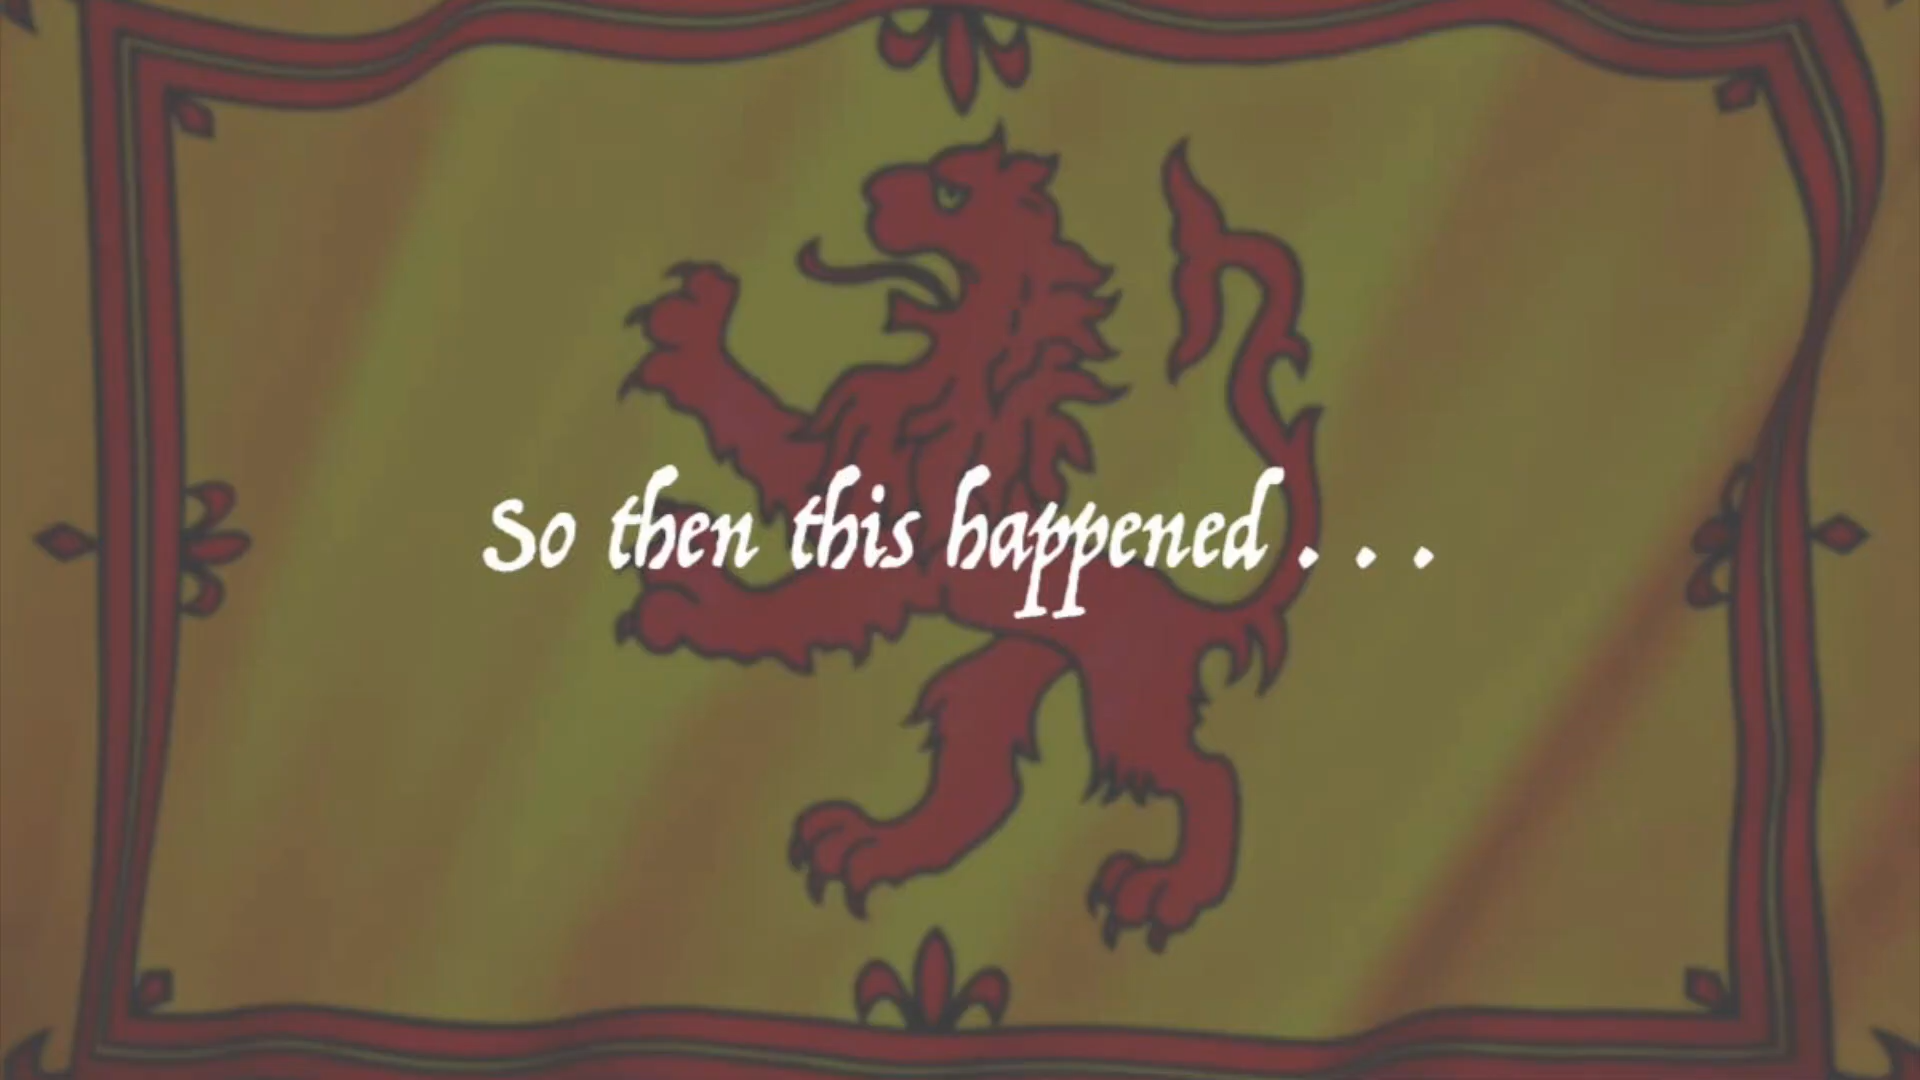 So then this happened . . .